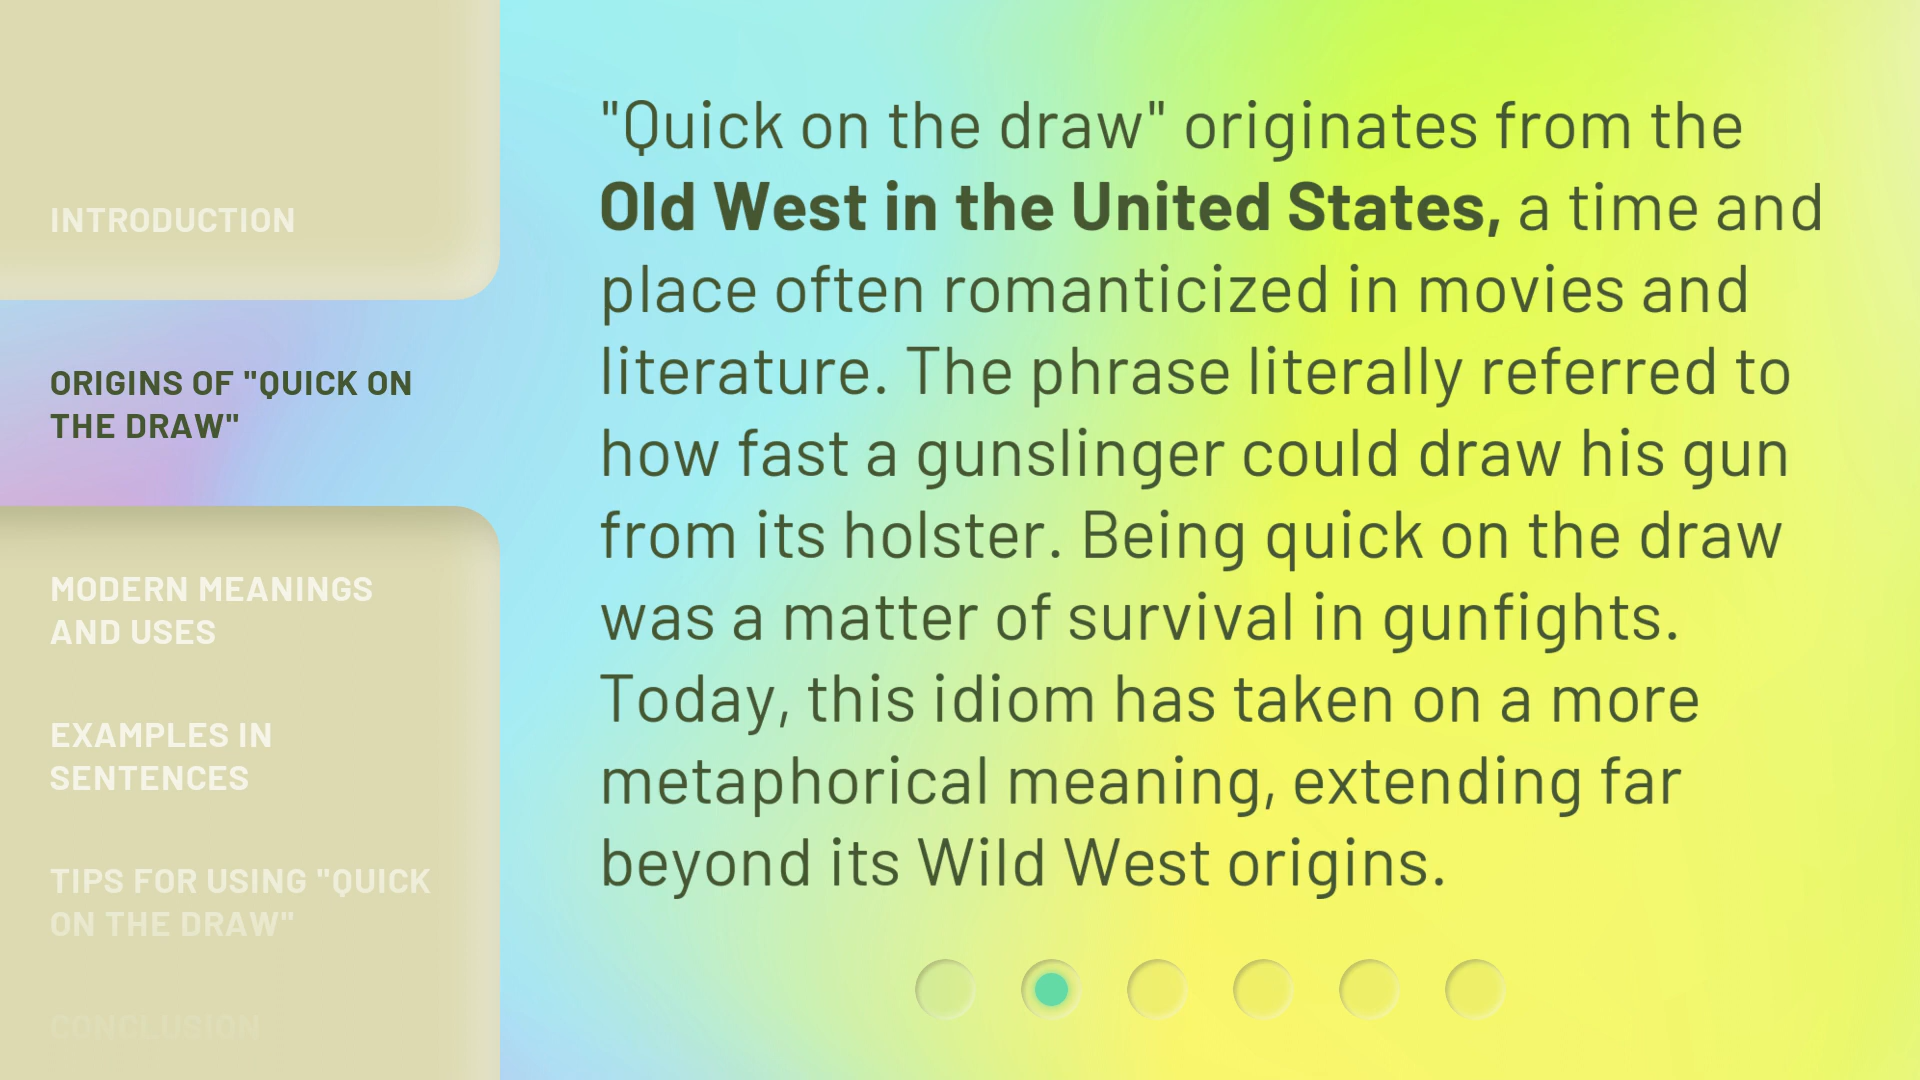 INTRODUCTION
ORIGINS OF "QUICK ON
THE DRAW"
MODERN MEANINGS
AND USES
EXAMPLES IN
SENTENCES
TIPS FOR USING "QUICK
ON THE DRAW"
CONCLUSION
"Quick on the draw" originates from the
Old West in the United States, a time and
place often romanticized in movies and
literature. The phrase literally referred to
how fast a gunslinger could draw his gun
from its holster. Being quick on the draw
was a matter of survival in gunfights.
Today, this idiom has taken on a more
metaphorical meaning, extending far
beyond its Wild West origins.